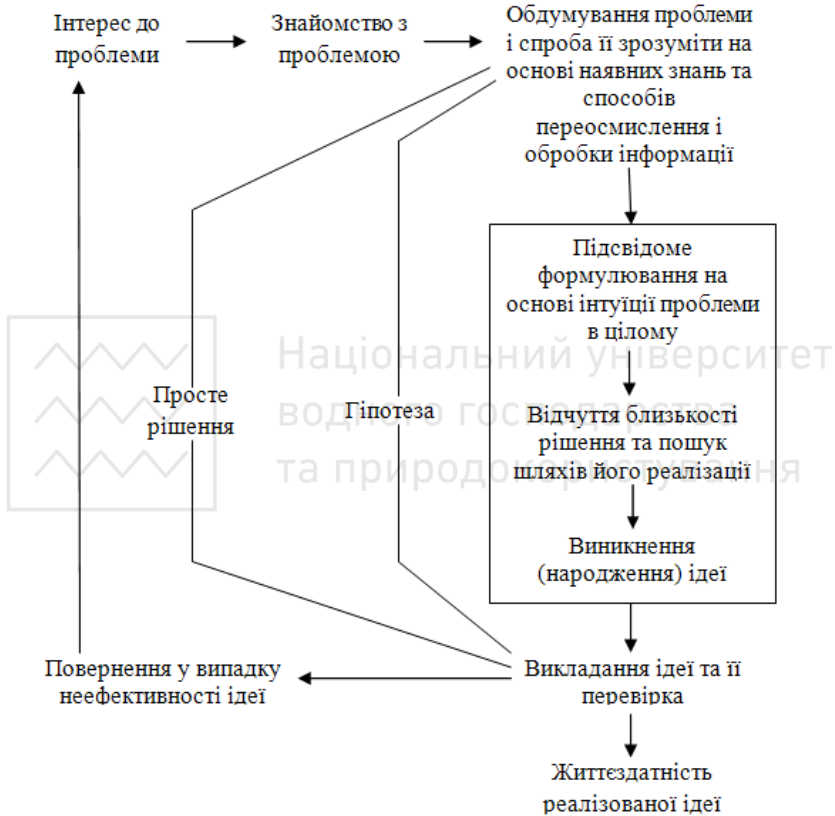 Інтерес до
проблеми
Знайомство з
проблемою
Обдумування проблеми
і спроба її зрозуміти на
основі наявних знань та
способів
переосмислення і
обробки інформації
Підсвідоме
формулювання на
основі інтуїції проблеми
в цілому
Національний університет
водного господарства
та природокористування
Просте
рішення
Гіпотеза
Відчуття близькості
рішення та пошук
шляхів його реалізації
Виникнення
(народження) ідеї
Повернення у випадку
неефективності ідеї
Викладання ідеї та її
перевірка
Життєздатність
реалізованої ідеї